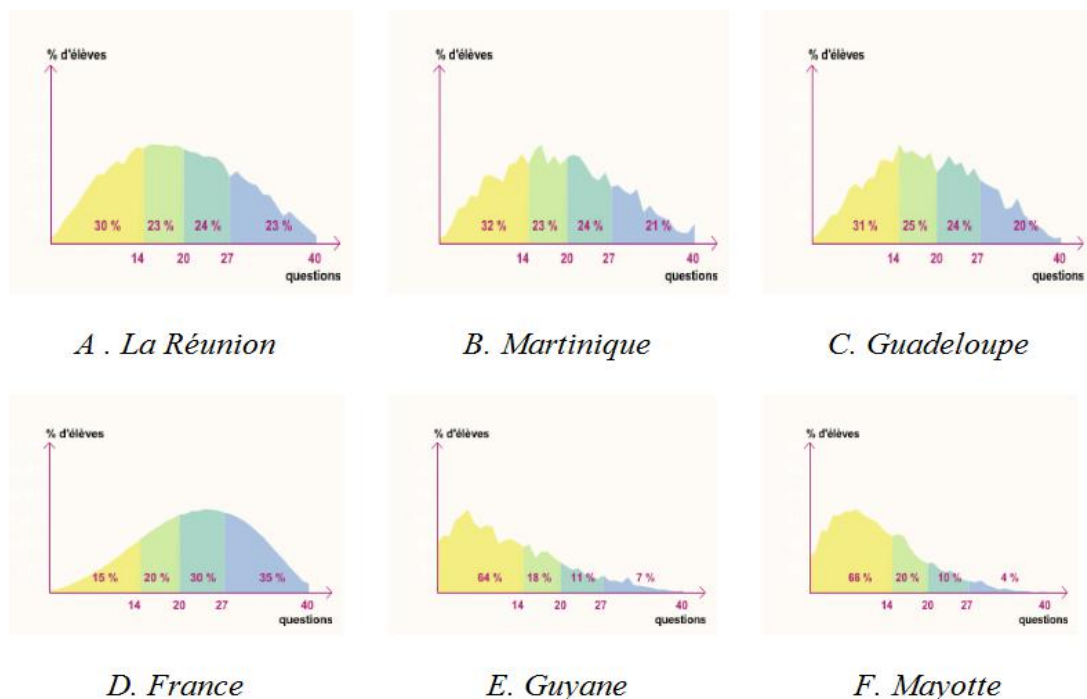 % d'élèves
30 % 23 % 24 % 23 %
14 20 27 40
questions
A . La Réunion
% d'élèves
32 % 23 % 24 % 21 %
14 20 27 40
questions
B. Martinique
% d'élèves
31 % 25 % 24 % 20 %
14 20 27 40
questions
C. Guadeloupe
% d'élèves
15 % 20 % 30 % 35 %
14 20 27 40
questions
D. France
% d'élèves
64 % 18 % 11 % 7 %
14 20 27 40
questions
E. Guyane
% d'élèves
66 % 20 % 10 % 4 %
14 20 27 40
questions
F. Mayotte